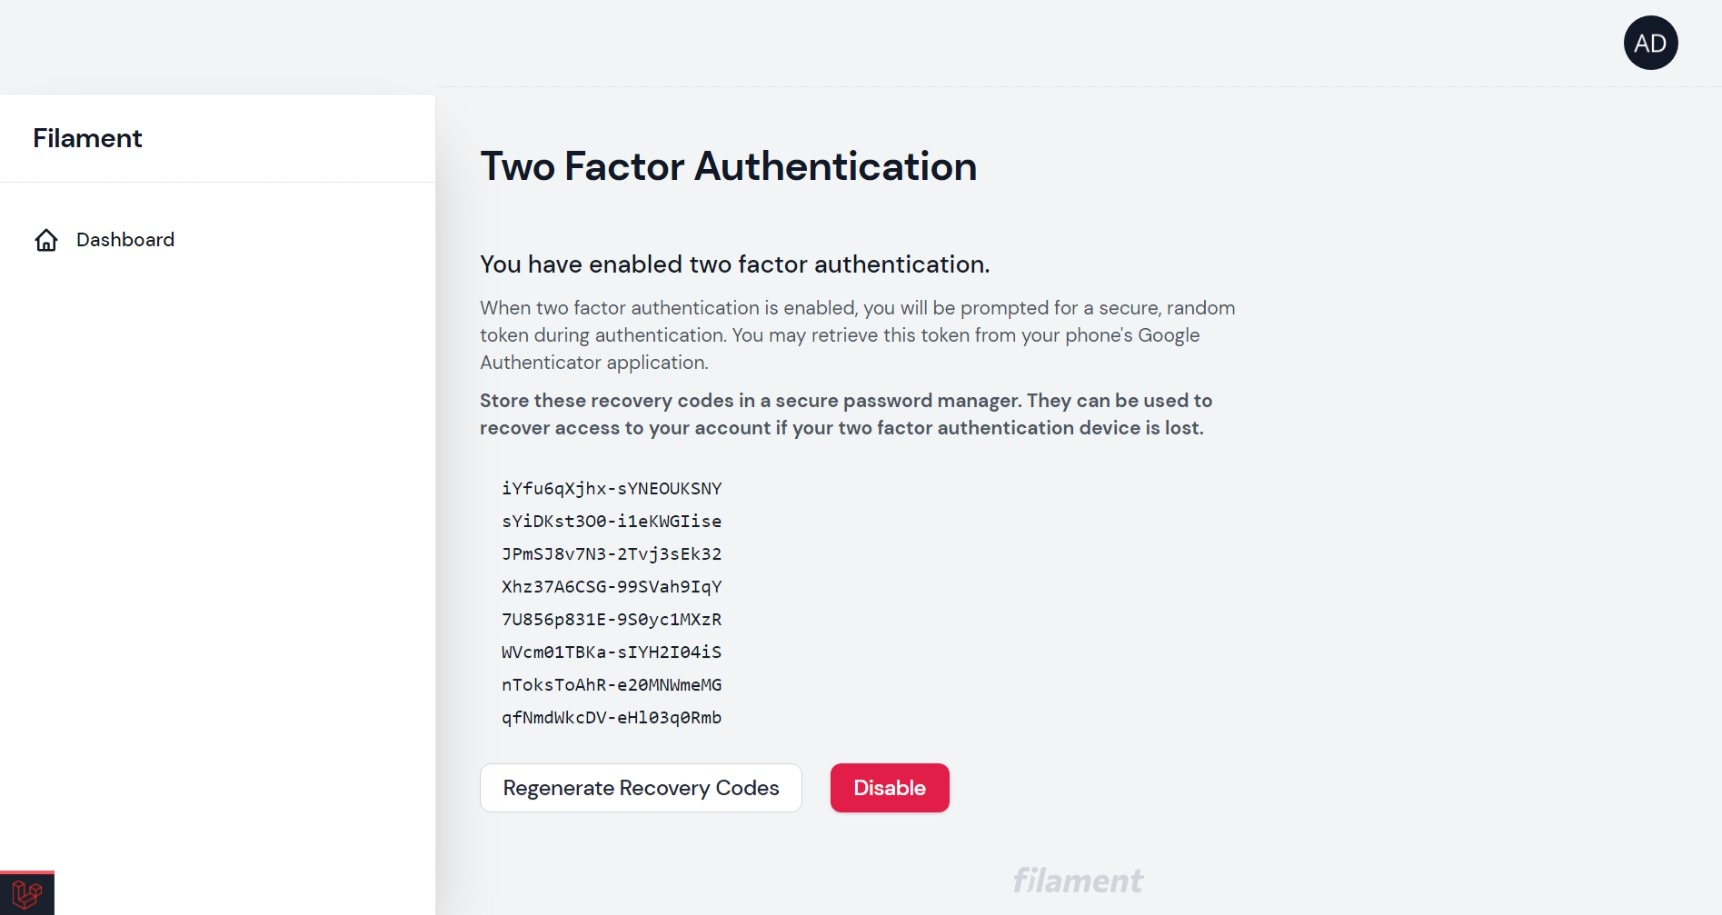 AD
Filament
Dashboard
Two Factor Authentication
You have enabled two factor authentication.
When two factor authentication is enabled, you will be prompted for a secure, random
token during authentication. You may retrieve this token from your phone's Google
Authenticator application.
Store these recovery codes in a secure password manager. They can be used to
recover access to your account if your two factor authentication device is lost.
iYfu6qXjhx-sYNEOUKSNY
sYiDKst3O0-i1eKWGIise
JPmSJ8v7N3-2Tvj3sEk32
Xhz37A6CSG-99SVah9IqY
7U856p831E-9S0yc1MXzR
WVcm01TBKa-sIYH2I04iS
nToksToAhR-e20MNWmeMG
qfNmdWkcDV-eHl03q0Rmb
Regenerate Recovery Codes
Disable
filament